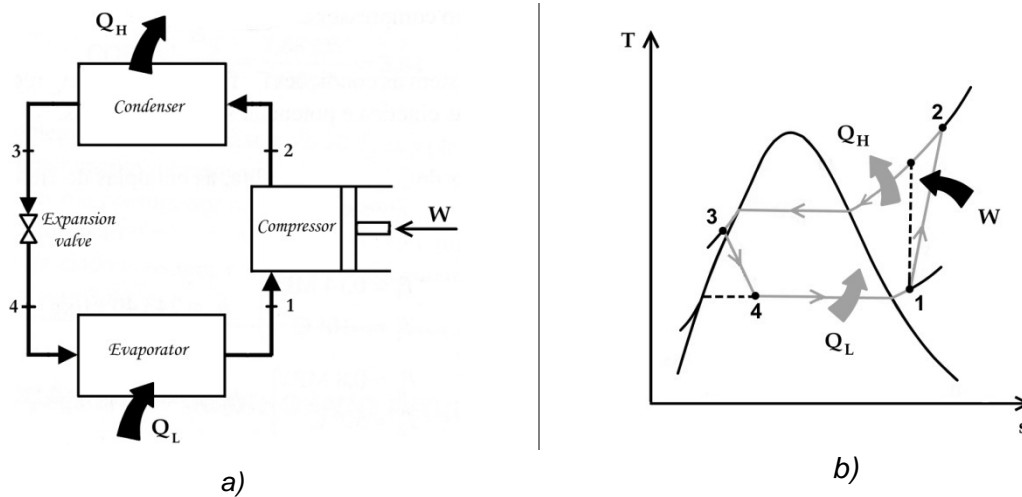 Q_H
Condenser
3
2
Expansion
valve
Compressor
W
4
1
Evaporator
Q_L
a)
T
2
Q_H
W
3
4
1
Q_L
s
b)